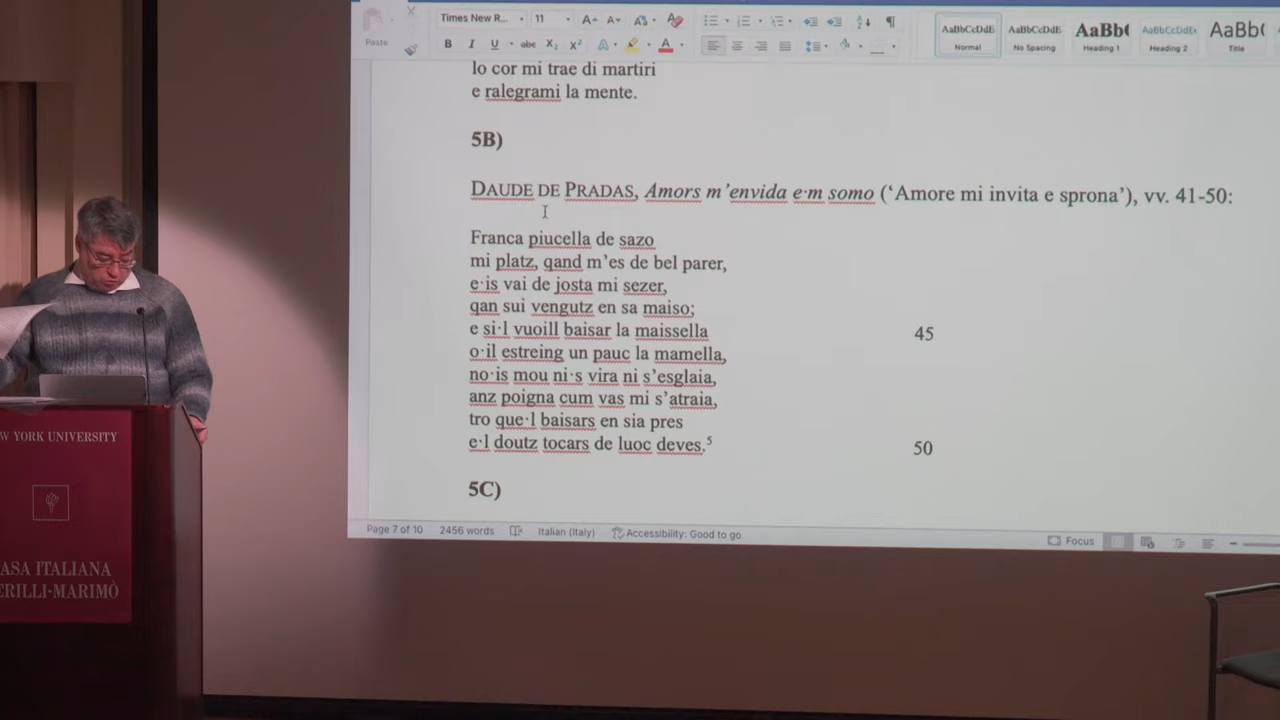 Times New R...
11
Paste
B I U abc X₂ X²
AaBbCcDdE
Normal
AaBbCcDdE
No Spacing
AaBb(
Heading 1
AaBbCcDdEe
Heading 2
AaBb(
Title
lo cor mi trae di martiri
e ralegrami la mente.
5B)
DAUDE DE PRADAS, Amors m’envida e·m somo (‘Amore mi invita e sprona’), vv. 41-50:
Franca piucella de sazo
mi platz, qand m’es de bel parer,
e·is vai de josta mi sezer,
qan sui vengutz en sa maiso;
e si·l vuoill baisar la maissella 45
o·il estreing un pauc la mamella,
no·is mou ni·s vira ni s’esglaia,
anz poigna cum vas mi s’atraia,
tro que·l baisars en sia pres
e·l doutz tocars de luoc deves.⁵ 50
5C)
Page 7 of 10 2456 words Italian (Italy) Accessibility: Good to go
Focus
W YORK UNIVERSITY
ASA ITALIANA
ERILLI-MARIMÒ